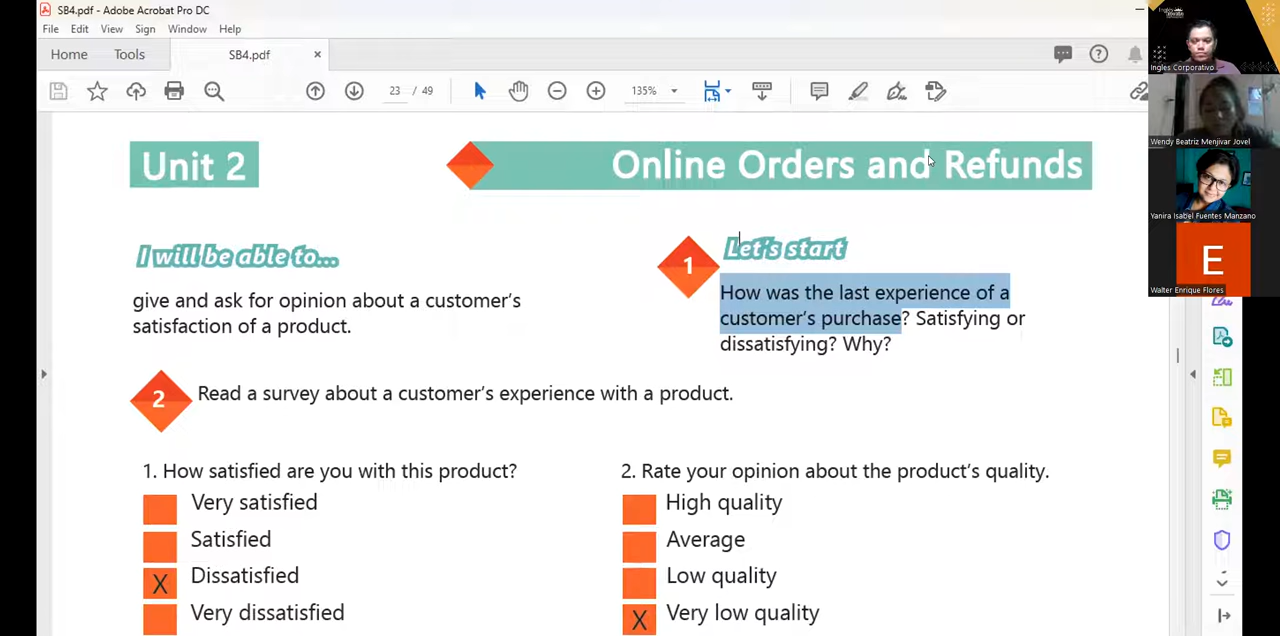 SB4.pdf - Adobe Acrobat Pro DC
File Edit View Sign Window Help
Home Tools SB4.pdf ×
23 / 49 135%
Unit 2 Online Orders and Refunds
I will be able to...
give and ask for opinion about a customer's
satisfaction of a product.
1 Let's start
How was the last experience of a
customer's purchase? Satisfying or
dissatisfying? Why?
2 Read a survey about a customer's experience with a product.
1. How satisfied are you with this product?
Very satisfied
Satisfied
X Dissatisfied
Very dissatisfied
2. Rate your opinion about the product's quality.
High quality
Average
Low quality
X Very low quality
Ingles Corporativo
Wendy Beatriz Menjivar Jovel
Yanira Isabel Fuentes Manzano
E
Walter Enrique Flores